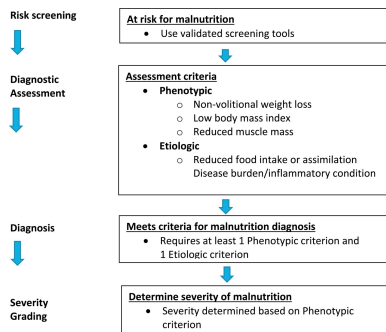 Risk screening
At risk for malnutrition
• Use validated screening tools
Diagnostic
Assessment
Assessment criteria
• Phenotypic
o Non-volitional weight loss
o Low body mass index
o Reduced muscle mass
• Etiologic
o Reduced food intake or assimilation
Disease burden/inflammatory condition
Diagnosis
Meets criteria for malnutrition diagnosis
• Requires at least 1 Phenotypic criterion and
1 Etiologic criterion
Severity
Grading
Determine severity of malnutrition
• Severity determined based on Phenotypic
criterion